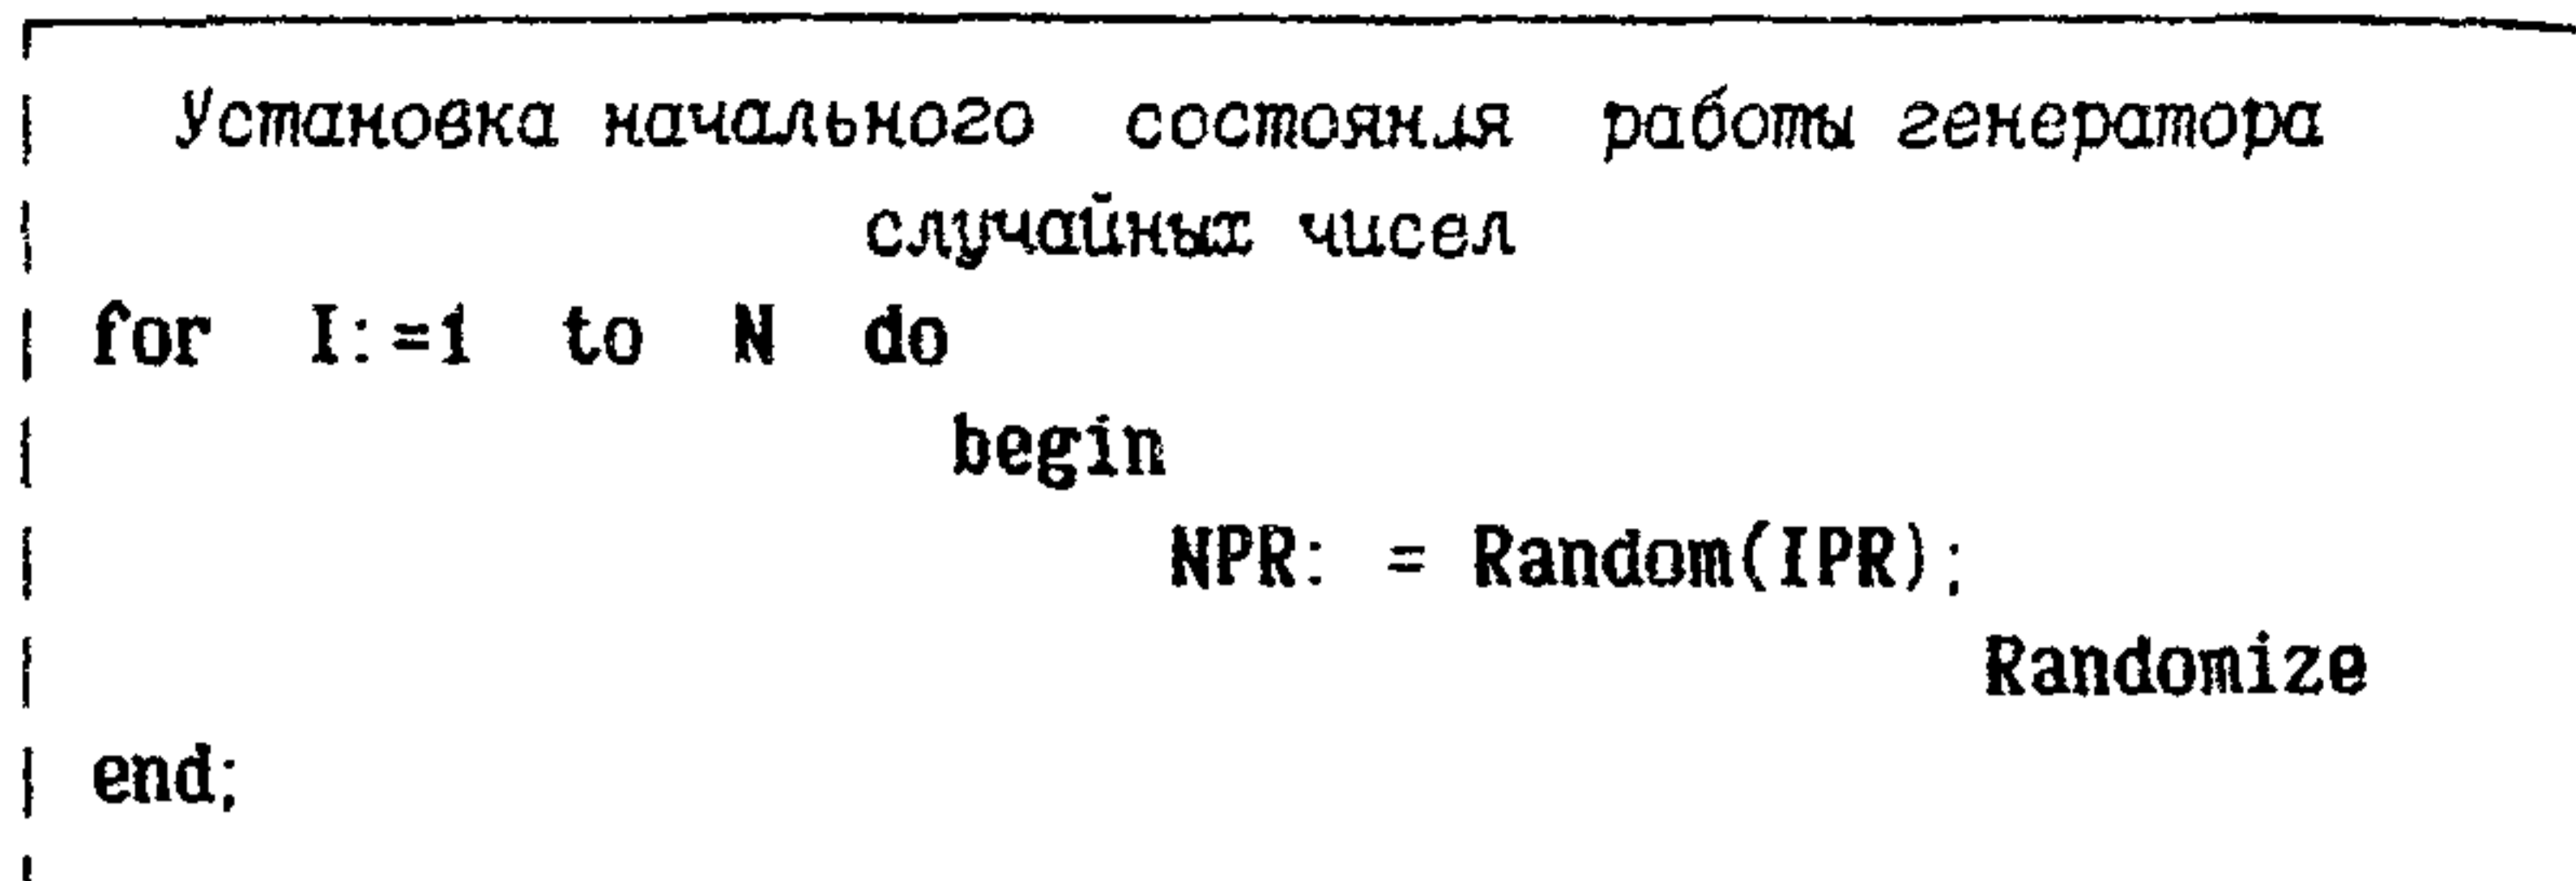 Установка начального состояния работы генератора
случайных чисел
for I:=1 to N do
begin
NPR: = Random(IPR);
Randomize
end;